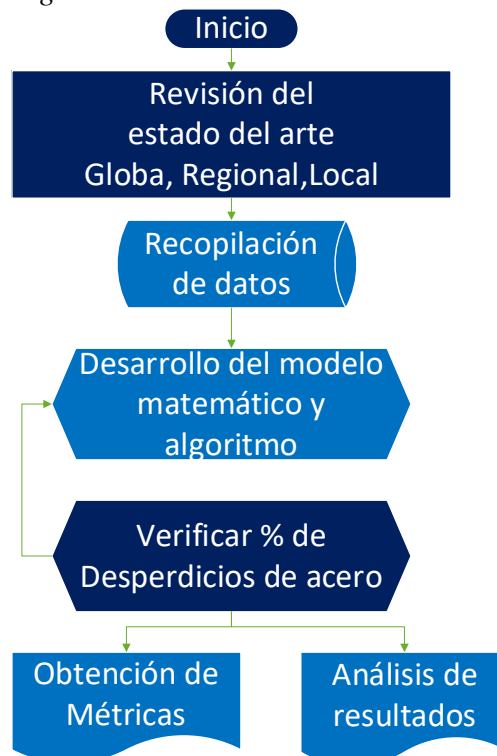 Inicio
Revisión del
estado del arte
Globa, Regional,Local
Recopilación
de datos
Desarrollo del modelo
matemático y
algoritmo
Verificar % de
Desperdicios de acero
Obtención de
Métricas
Análisis de
resultados